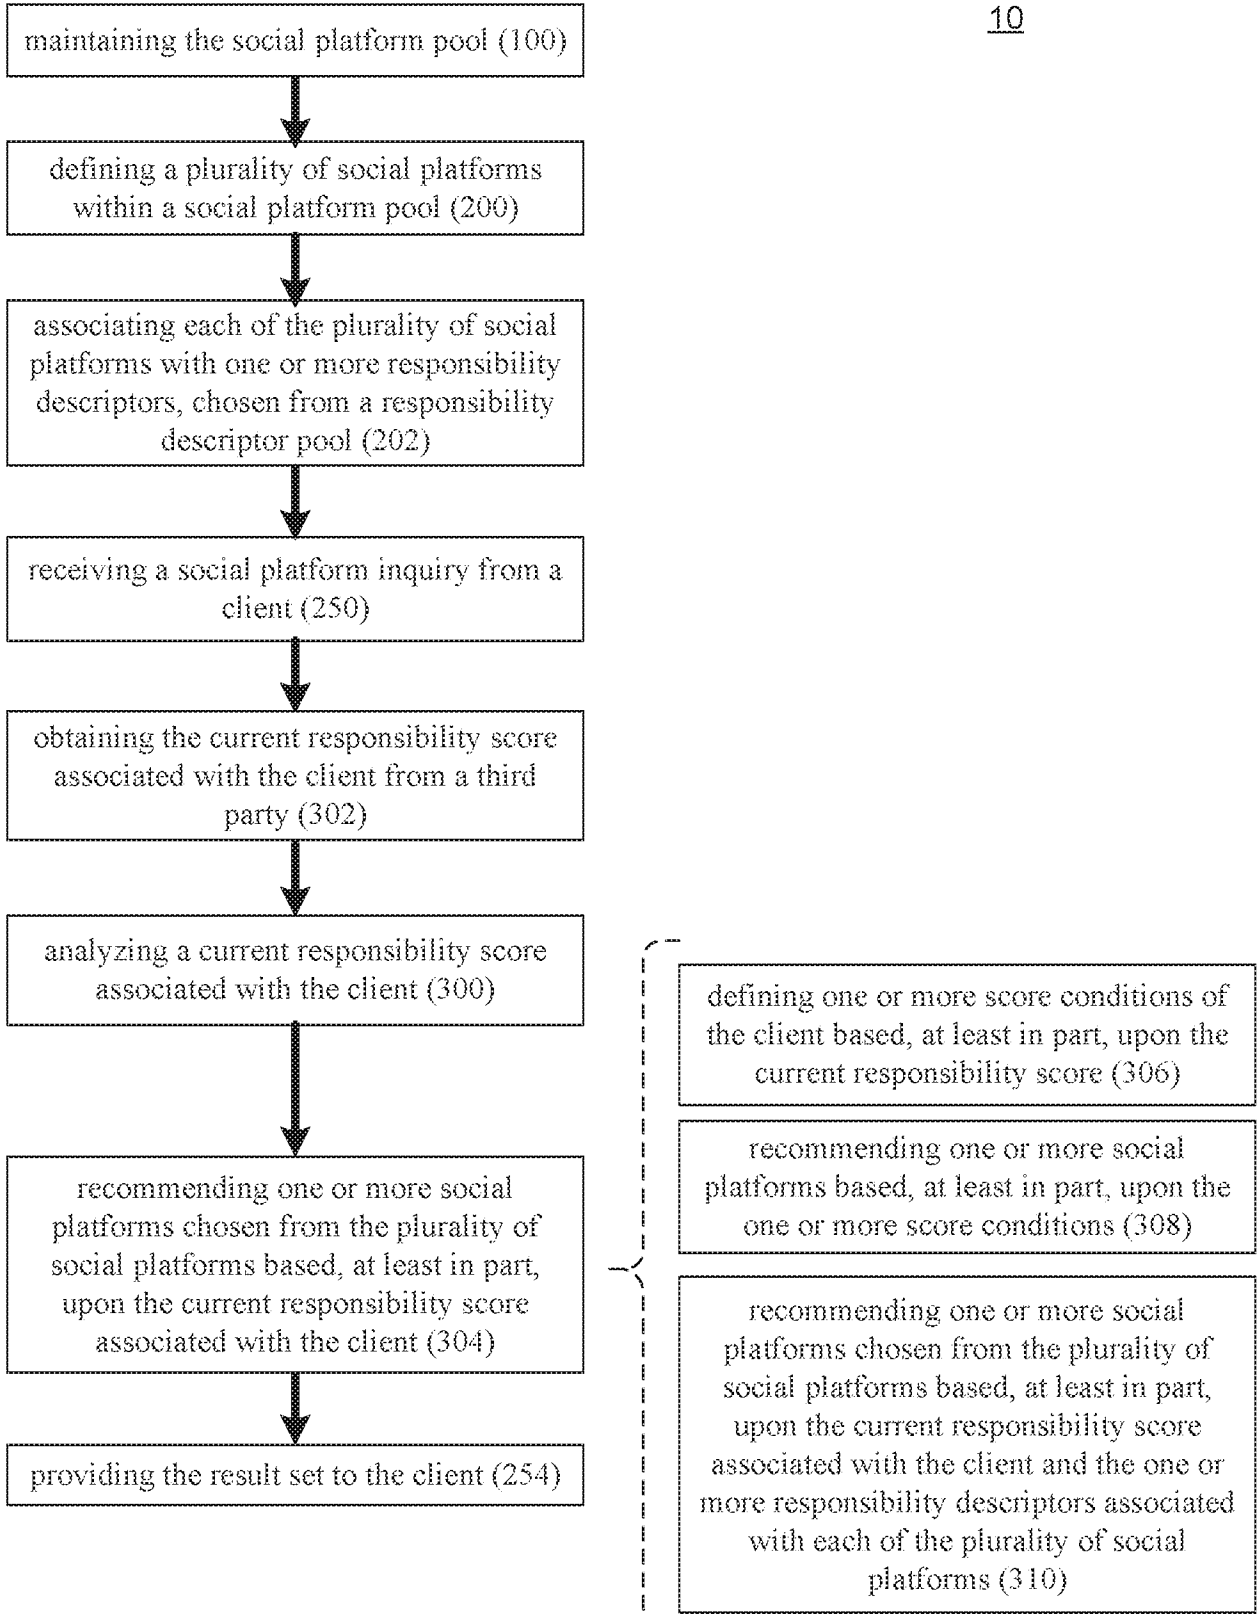 10
maintaining the social platform pool (100)
defining a plurality of social platforms
within a social platform pool (200)
associating each of the plurality of social
platforms with one or more responsibility
descriptors, chosen from a responsibility
descriptor pool (202)
receiving a social platform inquiry from a
client (250)
obtaining the current responsibility score
associated with the client from a third
party (302)
analyzing a current responsibility score
associated with the client (300)
recommending one or more social
platforms chosen from the plurality of
social platforms based, at least in part,
upon the current responsibility score
associated with the client (304)
providing the result set to the client (254)
defining one or more score conditions of
the client based, at least in part, upon the
current responsibility score (306)
recommending one or more social
platforms based, at least in part, upon the
one or more score conditions (308)
recommending one or more social
platforms chosen from the plurality of
social platforms based, at least in part,
upon the current responsibility score
associated with the client and the one or
more responsibility descriptors associated
with each of the plurality of social
platforms (310)